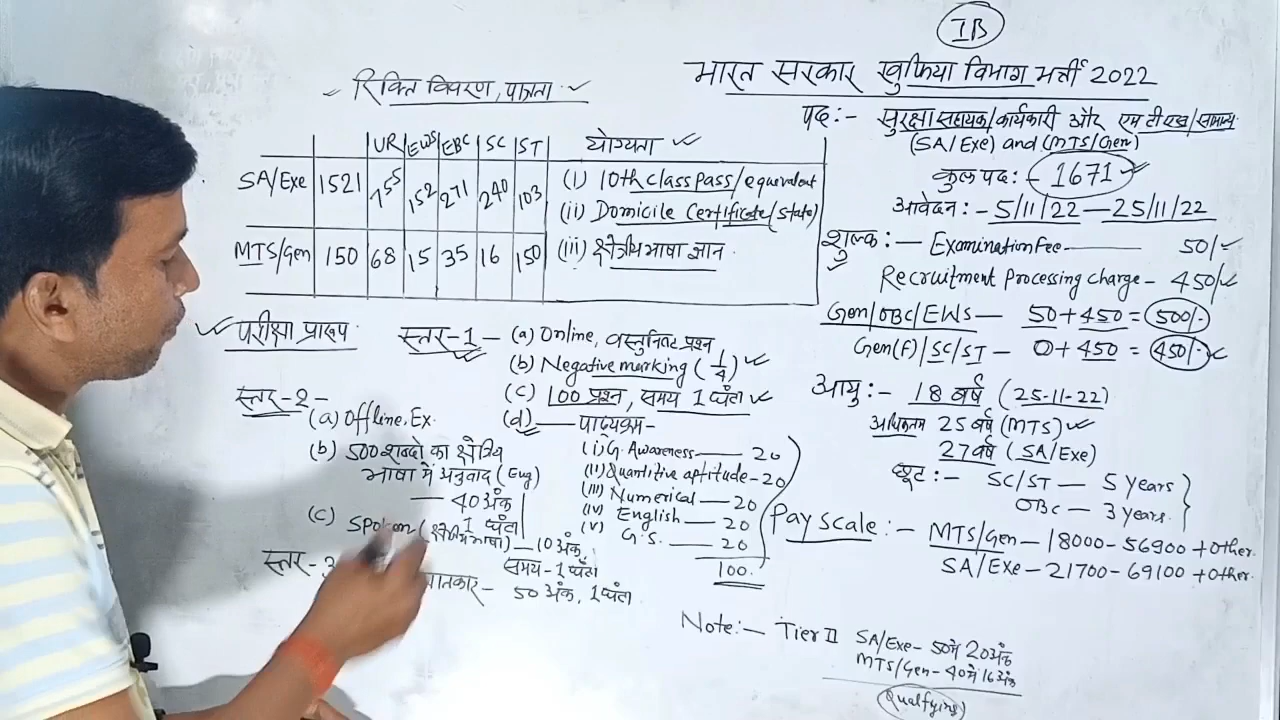 IB
भारत सरकार खुफिया विभाग भर्ती 2022
पद:- सुरक्षा सहायक/कार्यकारी और एम टी एस/सामान्य
(SA/Exe) and (MTS/Gen)
कुल पद:- 1671
आवेदन:- 5/11/22-25/11/22
शुल्क:- Examination Fee 50/-
Recruitment Processing Charge - 450/-
Gen/OBC/EWS - 50+450 = 500/-
Gen(F)/SC/ST - 0+450 = 450/-
आयु:- 18 वर्ष (25-11-22)
अधिकतम 25 वर्ष (MTS)
27 वर्ष (SA/Exe)
छूट:- SC/ST - 5 years
OBC - 3 years
Pay Scale:- MTS/Gen - 18000-56900 + Other.
SA/Exe - 21700-69100 + Other.
Note:- Tier II SA/Exe- 50में 20अंक
MTS/Gen- 40में 16अंक
Qualfying
रिक्ति विवरण, पात्रता
UR EWS EBC SC ST योग्यता
SA/Exe 1521 755 152 271 240 103 (i) 10th class pass/equivalent
(ii) Domicile Certificate (State)
MTS/Gen 150 68 15 35 16 150 (iii) क्षेत्रीय भाषा ज्ञान.
परीक्षा प्रारूप
स्तर-1 - (a) Online, वस्तुनिष्ठ प्रश्न
(b) Negative marking (1/4)
(c) 100 प्रश्न, समय 1 घंटा
(d) पाठ्यक्रम-
(i) G. Awareness - 20
(ii) Quantitive aptitude - 20
(iii) Numerical - 20
(iv) English - 20
(v) G.S. - 20
100.
स्तर-2-
(a) Offline, Ex.
(b) 500 शब्दो का क्षेत्रिय
भाषा में अनुवाद (Eng)
- 40 अंक
1 घंटा
(c) Spoken (क्षेत्रीय भाषा) - 10 अंक,
समय- 1 घंटा
स्तर-3
50 अंक, 1 घंटा.